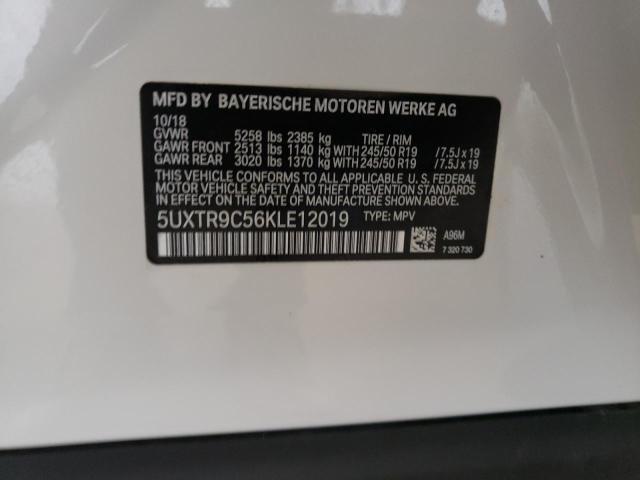 MFD BY BAYERISCHE MOTOREN WERKE AG
10/18
GVWR 5258 lbs 2385 kg TIRE / RIM
GAWR FRONT 2513 lbs 1140 kg WITH 245/50 R19 /7.5J x 19
GAWR REAR 3020 lbs 1370 kg WITH 245/50 R19 /7.5J x 19
THIS VEHICLE CONFORMS TO ALL APPLICABLE U. S. FEDERAL
MOTOR VEHICLE SAFETY AND THEFT PREVENTION STANDARDS
IN EFFECT ON THE DATE OF MANUFACTURE SHOWN ABOVE.
5UXTR9C56KLE12019 TYPE: MPV
A96M
7 320 730